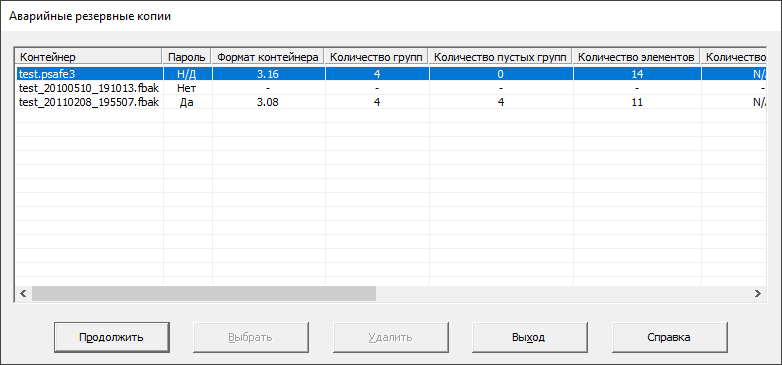 Аварийные резервные копии
Контейнер Пароль Формат контейнера Количество групп Количество пустых групп Количество элементов Количество
test.psafe3 Н/Д 3.16 4 0 14 N/
test_20100510_191013.fbak Нет - - - - -
test_20110208_195507.fbak Да 3.08 4 4 11 N/
Продолжить Выбрать Удалить Выход Справка